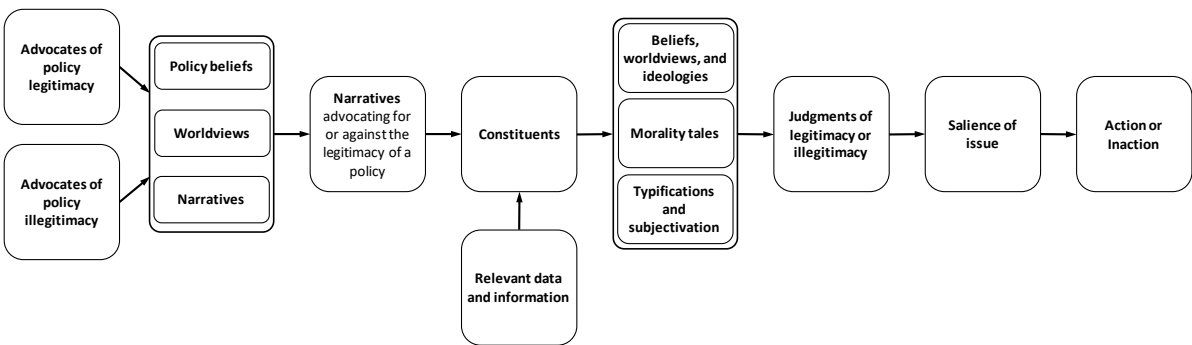 Advocates of
policy
legitimacy
Advocates of
policy
illegitimacy
Policy beliefs
Worldviews
Narratives
Narratives
advocating for
or against the
legitimacy of a
policy
Constituents
Relevant data
and information
Beliefs,
worldviews, and
ideologies
Morality tales
Typifications
and
subjectivation
Judgments of
legitimacy or
illegitimacy
Salience of
issue
Action or
Inaction